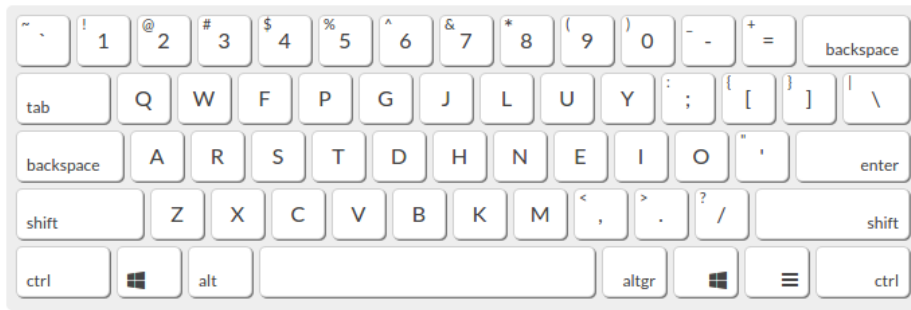 ~ ` ! 1 @ 2 # 3 $ 4 % 5 ^ 6 & 7 * 8 ( 9 ) 0 _ - + = backspace
tab Q W F P G J L U Y : ; { [ } ] | \
backspace A R S T D H N E I O " ' enter
shift Z X C V B K M < , > . ? / shift
ctrl alt altgr ctrl